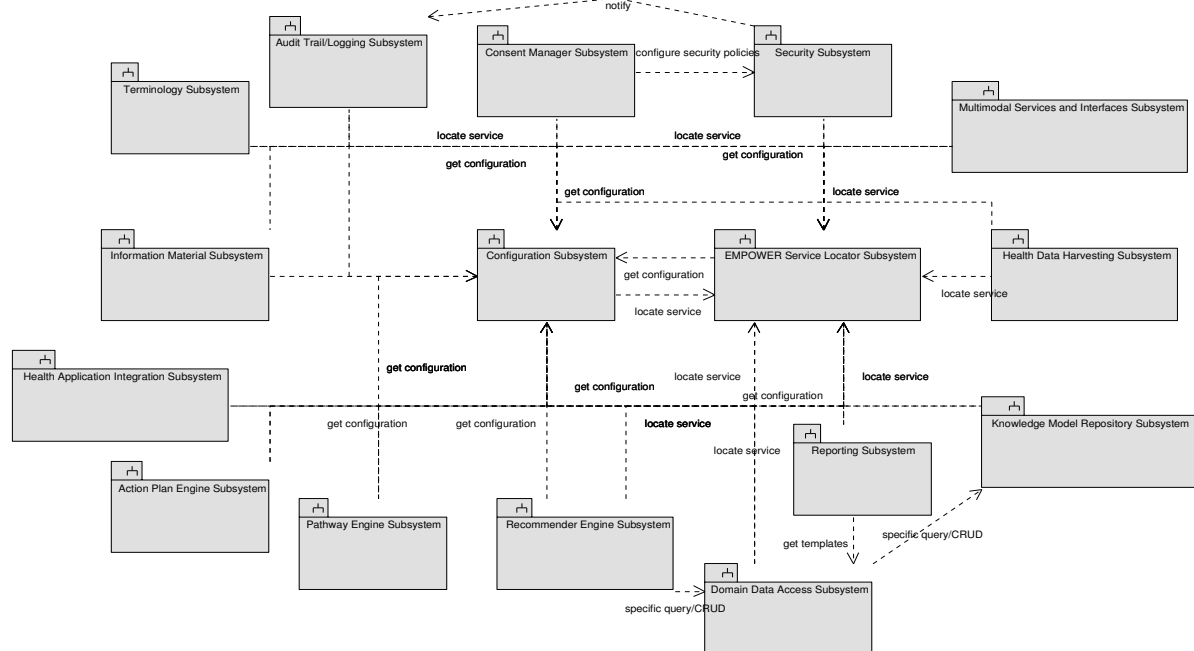 notify
Audit Trail/Logging Subsystem
Consent Manager Subsystem
configure security policies
Security Subsystem
Terminology Subsystem
Multimodal Services and Interfaces Subsystem
locate service
locate service
get configuration
get configuration
get configuration
locate service
Information Material Subsystem
Configuration Subsystem
EMPOWER Service Locator Subsystem
Health Data Harvesting Subsystem
get configuration
locate service
locate service
get configuration
Health Application Integration Subsystem
locate service
locate service
get configuration
get configuration
get configuration
get configuration
locate service
Knowledge Model Repository Subsystem
locate service
Reporting Subsystem
Action Plan Engine Subsystem
Pathway Engine Subsystem
Recommender Engine Subsystem
specific query/CRUD
get templates
Domain Data Access Subsystem
specific query/CRUD